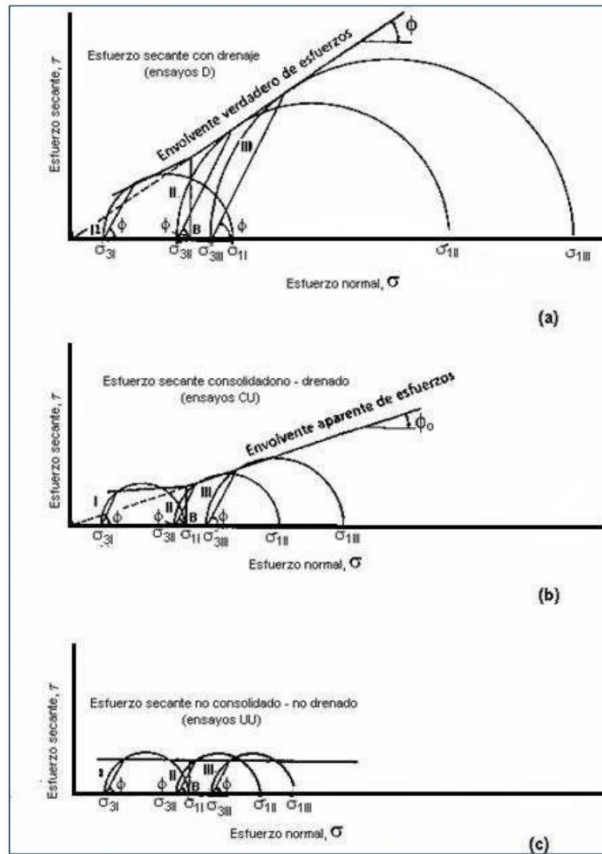 Esfuerzo secante con drenaje
(ensayos D)
Esfuerzo secante, τ
Envolvente verdadero de esfuerzos
ϕ
I
II
III
ϕ
ϕ
B
ϕ
σ3I
σ3II
σ3III
σ1I
σ1II
σ1III
Esfuerzo normal, σ
(a)
Esfuerzo secante consolidadono - drenado
(ensayos CU)
Esfuerzo secante, τ
Envolvente aparente de esfuerzos
ϕ₀
I
II
III
ϕ
ϕ
B
ϕ
σ3I
σ3II
σ1I
σ3III
σ1II
σ1III
Esfuerzo normal, σ
(b)
Esfuerzo secante no consolidado - no drenado
(ensayos UU)
Esfuerzo secante, τ
I
II
III
ϕ
ϕ
B
ϕ
σ3I
σ3II
σ1I
σ3III
σ1II
σ1III
Esfuerzo normal, σ
(c)